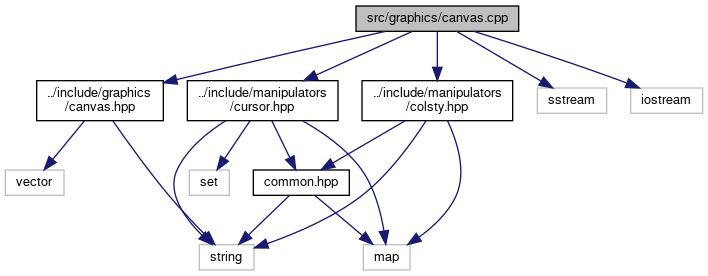 src/graphics/canvas.cpp
../include/graphics
/canvas.hpp
../include/manipulators
/cursor.hpp
../include/manipulators
/colsty.hpp
sstream
iostream
vector
set
common.hpp
string
map